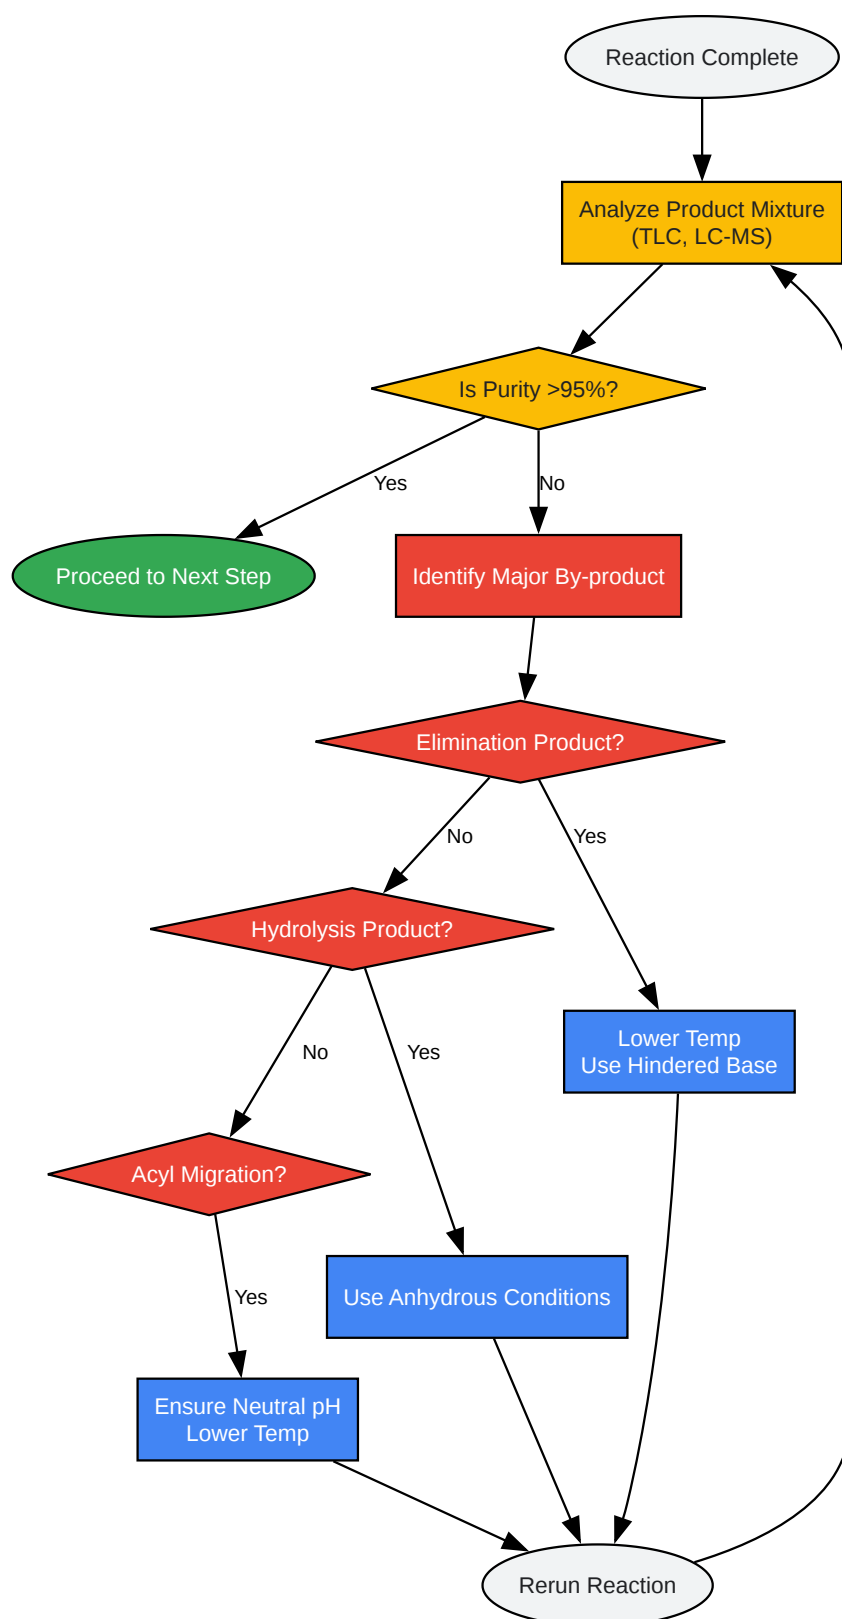 Reaction Complete
Analyze Product Mixture
(TLC, LC-MS)
Is Purity >95%?
Yes
No
Proceed to Next Step
Identify Major By-product
Elimination Product?
No
Yes
Hydrolysis Product?
Lower Temp
Use Hindered Base
No
Yes
Acyl Migration?
Yes
Use Anhydrous Conditions
Ensure Neutral pH
Lower Temp
Rerun Reaction